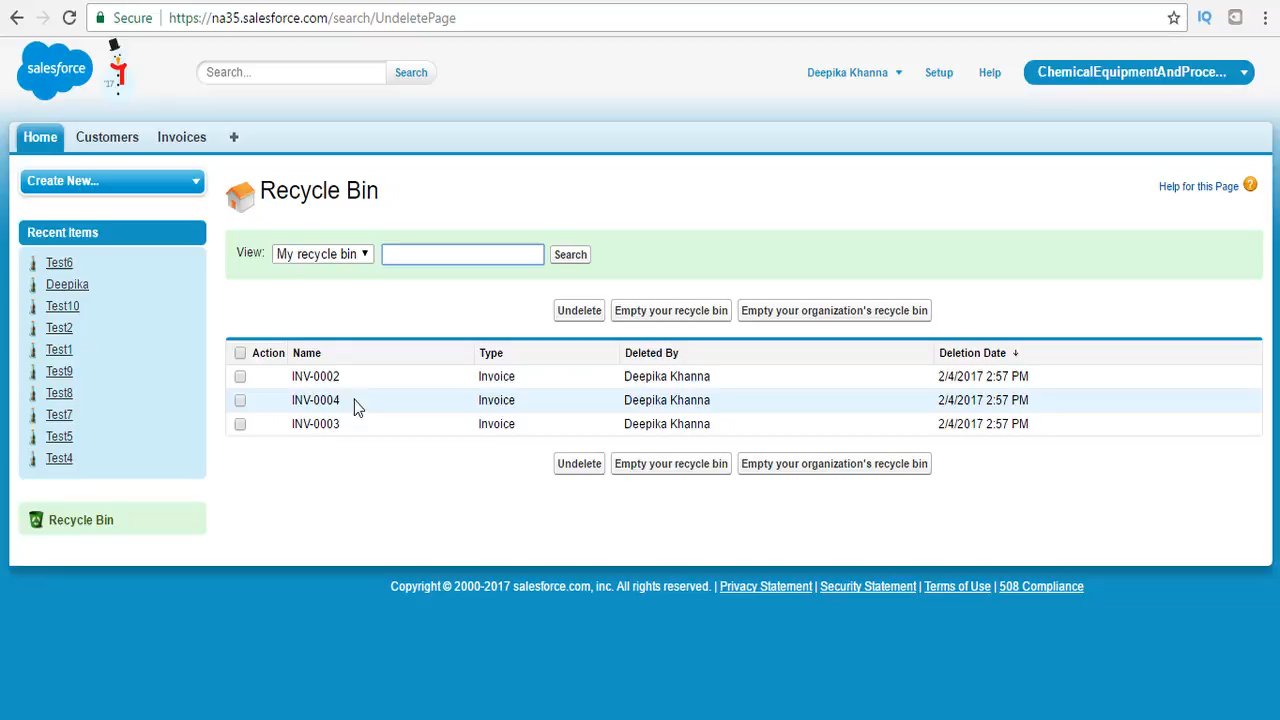 Secure https://na35.salesforce.com/search/UndeletePage IQ
salesforce '17 Search... Search Deepika Khanna Setup Help ChemicalEquipmentAndProce...
Home Customers Invoices
Create New...
Recycle Bin
Help for this Page ?
Recent Items
View: My recycle bin Search
Test6
Deepika
Test10
Test2
Test1
Test9
Test8
Test7
Test5
Test4
Undelete Empty your recycle bin Empty your organization's recycle bin
Action Name Type Deleted By Deletion Date
INV-0002 Invoice Deepika Khanna 2/4/2017 2:57 PM
INV-0004 Invoice Deepika Khanna 2/4/2017 2:57 PM
INV-0003 Invoice Deepika Khanna 2/4/2017 2:57 PM
Undelete Empty your recycle bin Empty your organization's recycle bin
Recycle Bin
Copyright © 2000-2017 salesforce.com, inc. All rights reserved. | Privacy Statement | Security Statement | Terms of Use | 508 Compliance